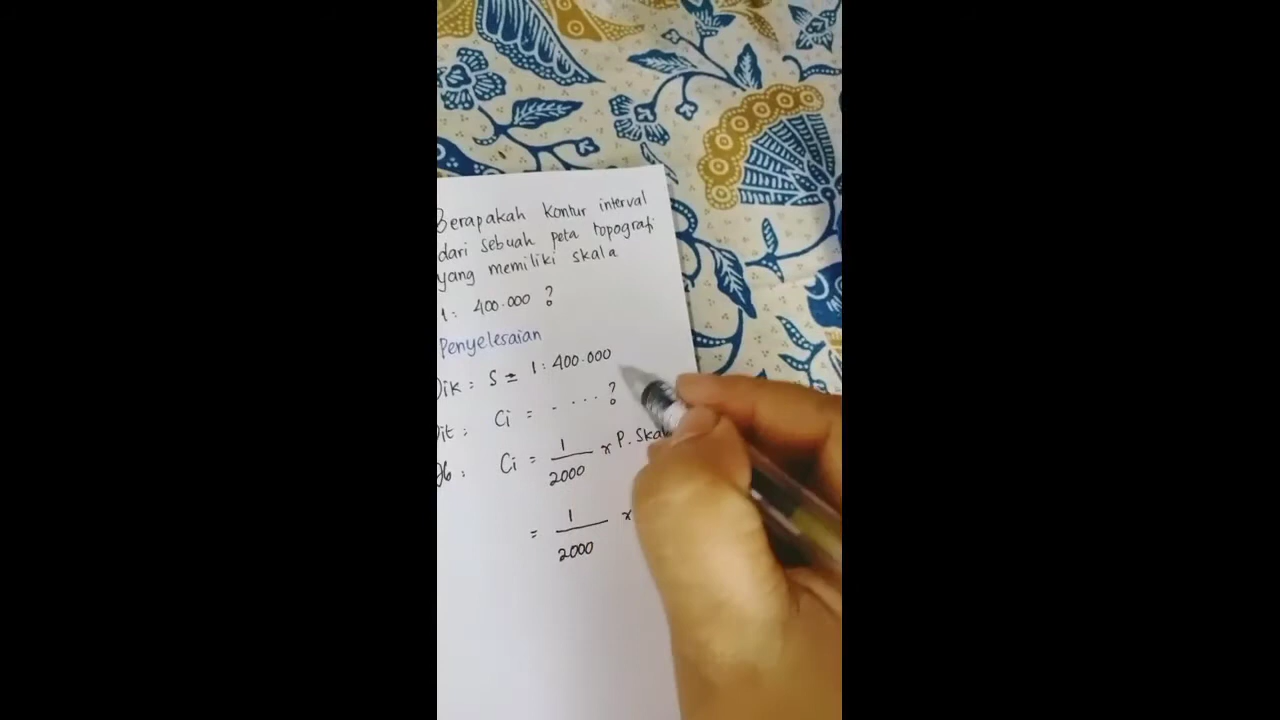 Berapakah kontur interval
dari sebuah peta topografi
yang memiliki skala
1 : 400.000 ?
Penyelesaian
Dik : S = 1 : 400.000
Dit : Ci = . . . . ?
Ci = 1/2000 x P. Skala
= 1/2000 x